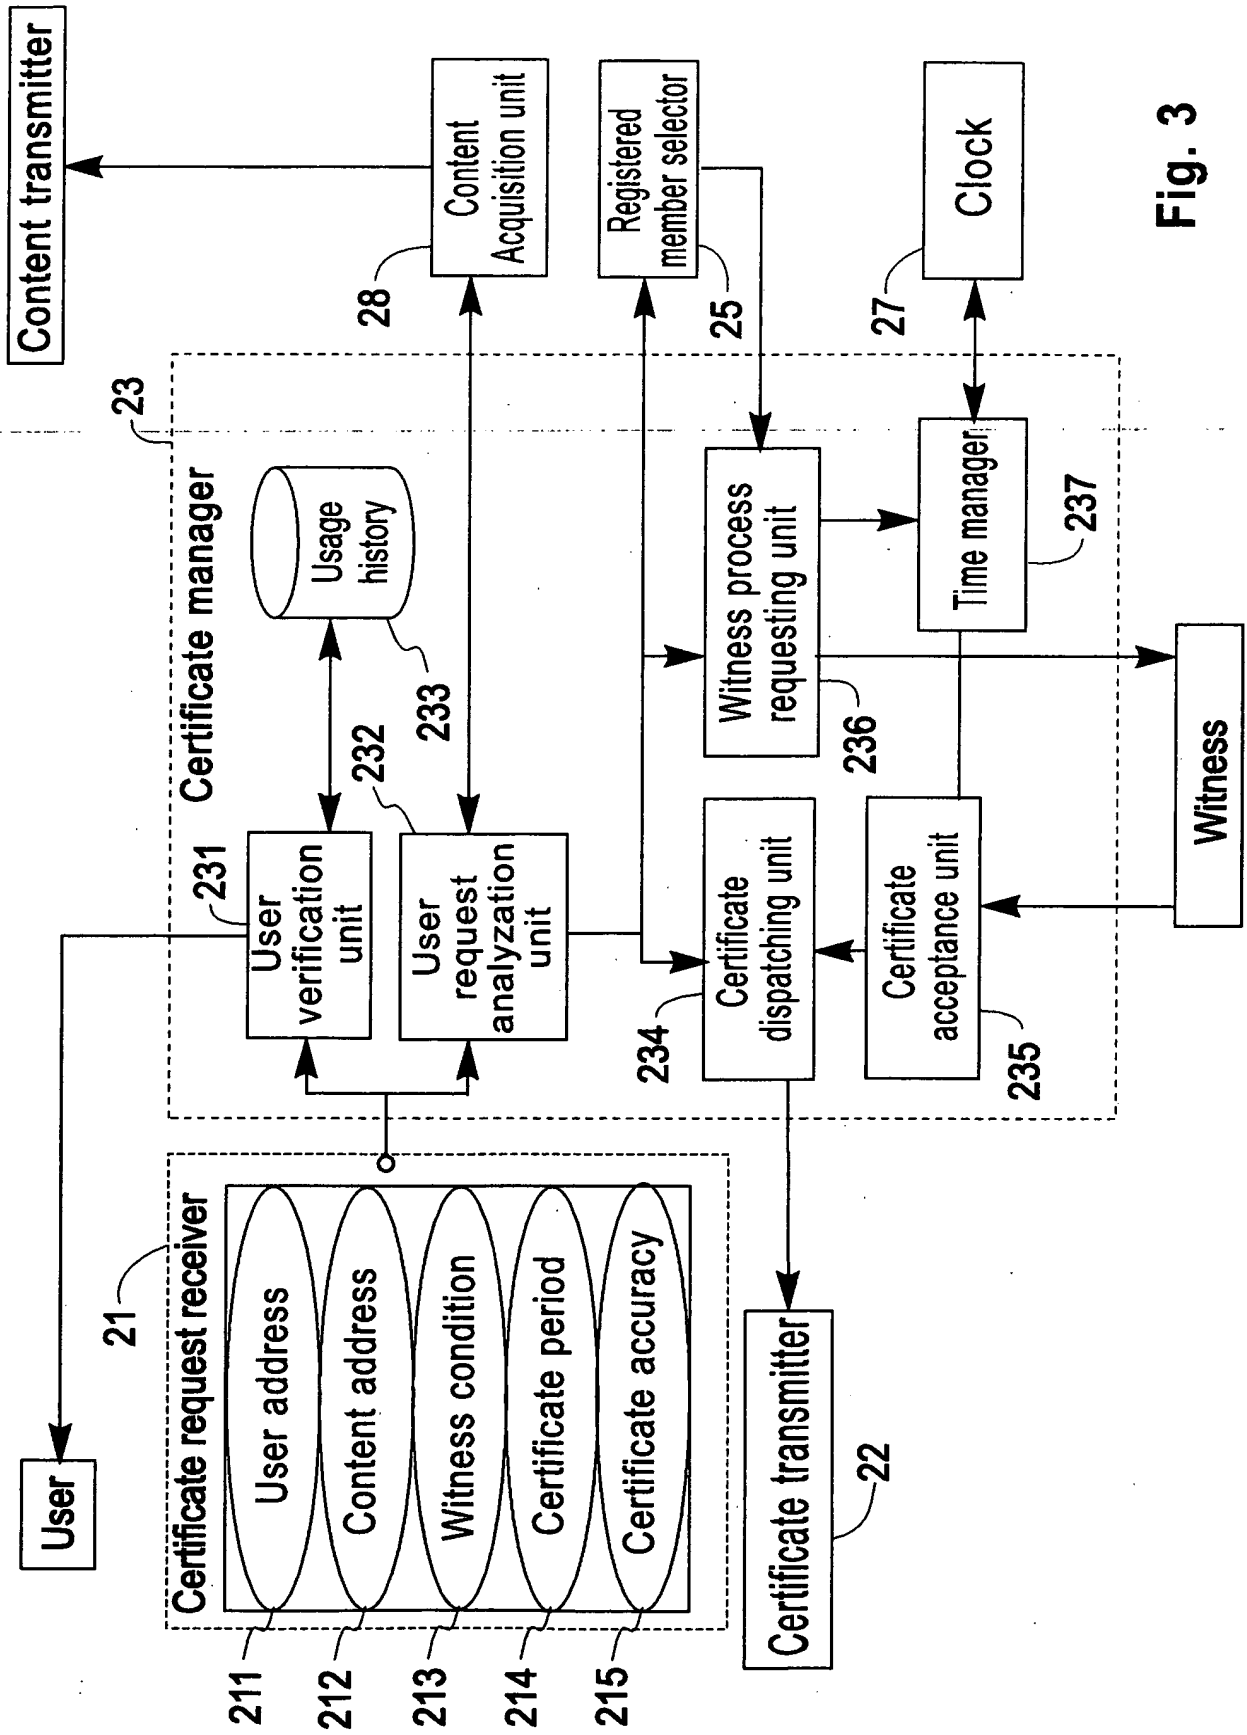 User
Content transmitter
21
Certificate request receiver
User address
Content address
Witness condition
Certificate period
Certificate accuracy
211
212
213
214
215
23
Certificate manager
231
User
verification
unit
Usage
history
233
232
User
request
analyzation
unit
28
Content
Acquisition unit
Registered
member selector
25
234
Certificate
dispatching unit
Witness process
requesting unit
236
Certificate
acceptance unit
235
Time manager
237
27
Clock
Certificate transmitter
22
Witness
Fig. 3